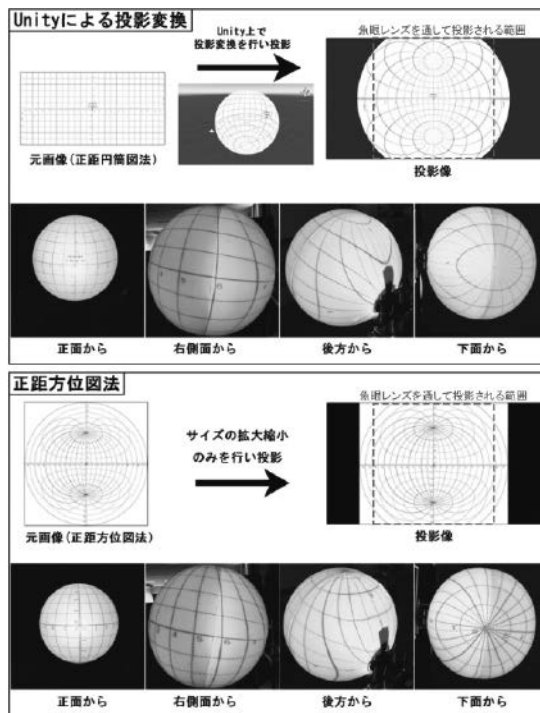 Unityによる投影変換
Unity上で
投影変換を行い投影
魚眼レンズを通して投影される範囲
元画像(正距円筒図法)
投影像
正面から
右側面から
後方から
下面から
正距方位図法
魚眼レンズを通して投影される範囲
サイズの拡大縮小
のみを行い投影
元画像(正距方位図法)
投影像
正面から
右側面から
後方から
下面から